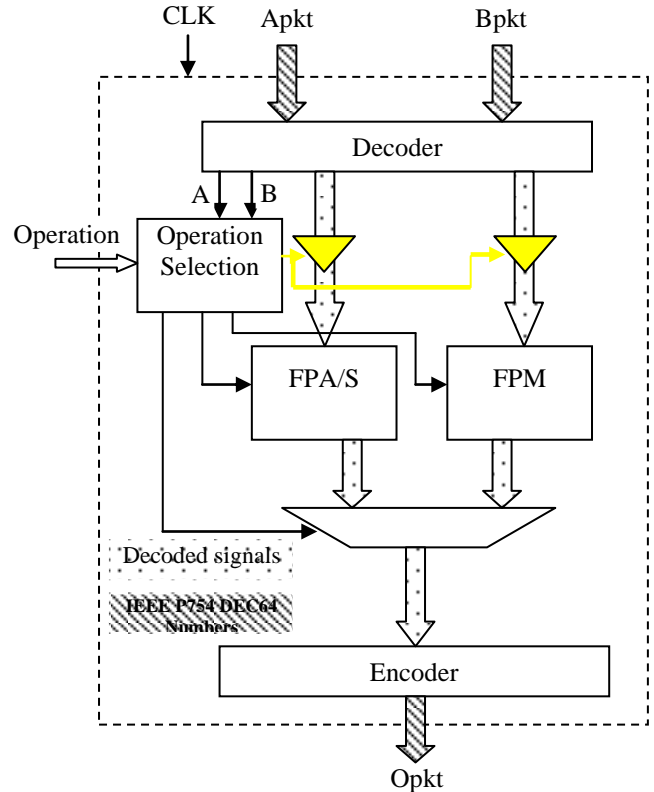 CLK
Apkt
Bpkt
Decoder
A
B
Operation
Operation
Selection
FPA/S
FPM
Decoded signals
IEEE P754 DEC64
Numbers
Encoder
Opkt